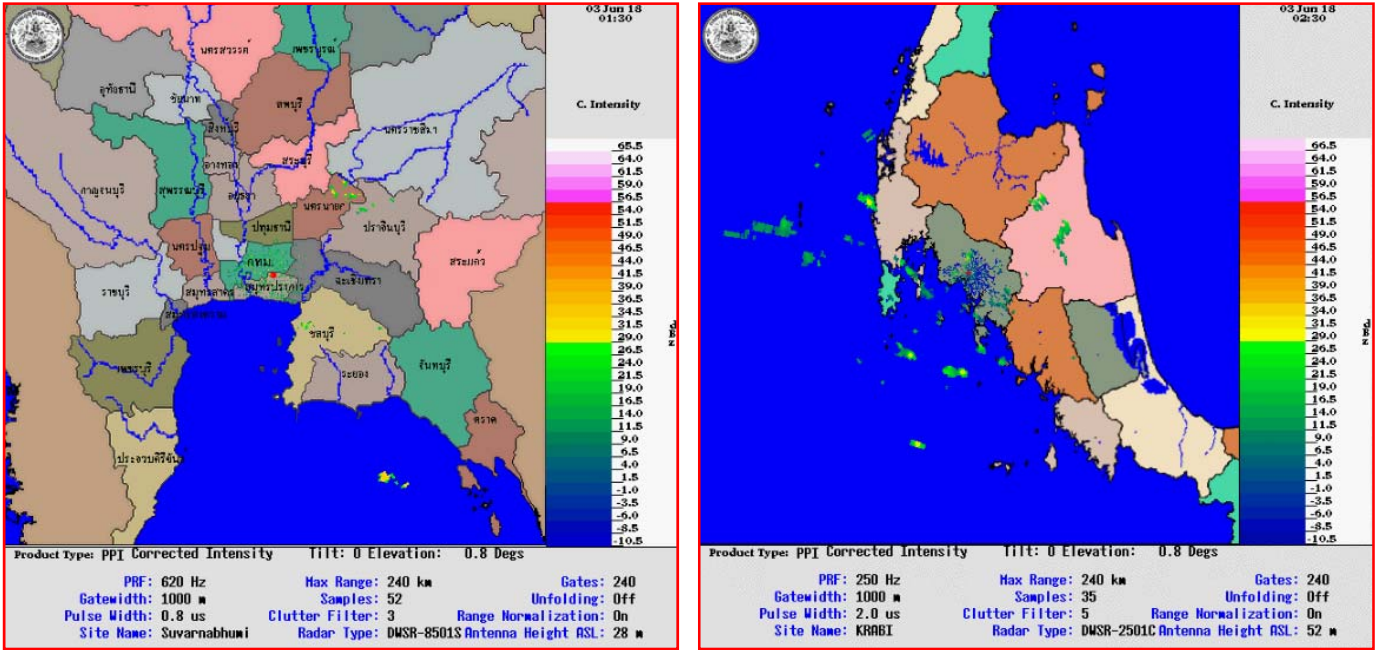 03 Jun 18
01:30
C. Intensity
65.5
64.0
61.5
59.0
56.5
54.0
51.5
49.0
46.5
44.0
41.5
39.0
36.5
34.0
31.5
29.0
26.5
24.0
21.5
19.0
16.5
14.0
11.5
9.0
6.5
4.0
1.5
-1.0
-3.5
-6.0
-8.5
-10.5
นครสวรรค์
เพชรบูรณ์
อุทัยธานี
ชัยนาท
ลพบุรี
สิงหบุรี
นครราชสีมา
อ่างทอง
สระบุรี
กาญจนบุรี
สุพรรณบุรี
อยุธยา
นครนายก
ปราจีนบุรี
ปทุมธานี
นครปฐม
กทม.
สระแก้ว
ราชบุรี
สมุทรสาคร
สมุทรปราการ
ฉะเชิงเทรา
ชลบุรี
เพชรบุรี
ระยอง
จันทบุรี
ตราด
ประจวบคีรีขันธ์
Product Type: PPI Corrected Intensity Tilt: 0 Elevation: 0.8 Degs
PRF: 620 Hz Max Range: 240 km Gates: 240
Gatewidth: 1000 m Samples: 52 Unfolding: Off
Pulse Width: 0.8 us Clutter Filter: 3 Range Normalization: On
Site Name: Suvarnabhumi Radar Type: DWSR-8501S Antenna Height ASL: 28 m
03 Jun 18
02:30
C. Intensity
66.5
64.0
61.5
59.0
56.5
54.0
51.5
49.0
46.5
44.0
41.5
39.0
36.5
34.0
31.5
29.0
26.5
24.0
21.5
19.0
16.5
14.0
11.5
9.0
6.5
4.0
1.5
-1.0
-3.5
-6.0
-8.5
-10.5
Product Type: PPI Corrected Intensity Tilt: 0 Elevation: 0.8 Degs
PRF: 250 Hz Max Range: 240 km Gates: 240
Gatewidth: 1000 m Samples: 35 Unfolding: Off
Pulse Width: 2.0 us Clutter Filter: 5 Range Normalization: On
Site Name: KRABI Radar Type: DWSR-2501C Antenna Height ASL: 52 m